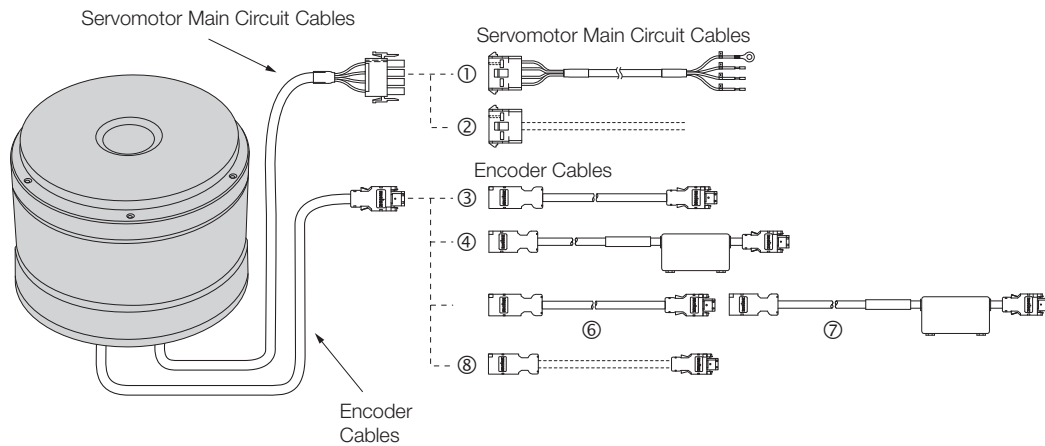 Servomotor Main Circuit Cables
Servomotor Main Circuit Cables
①
②
Encoder Cables
③
④
⑥ ⑦
⑧
Encoder
Cables